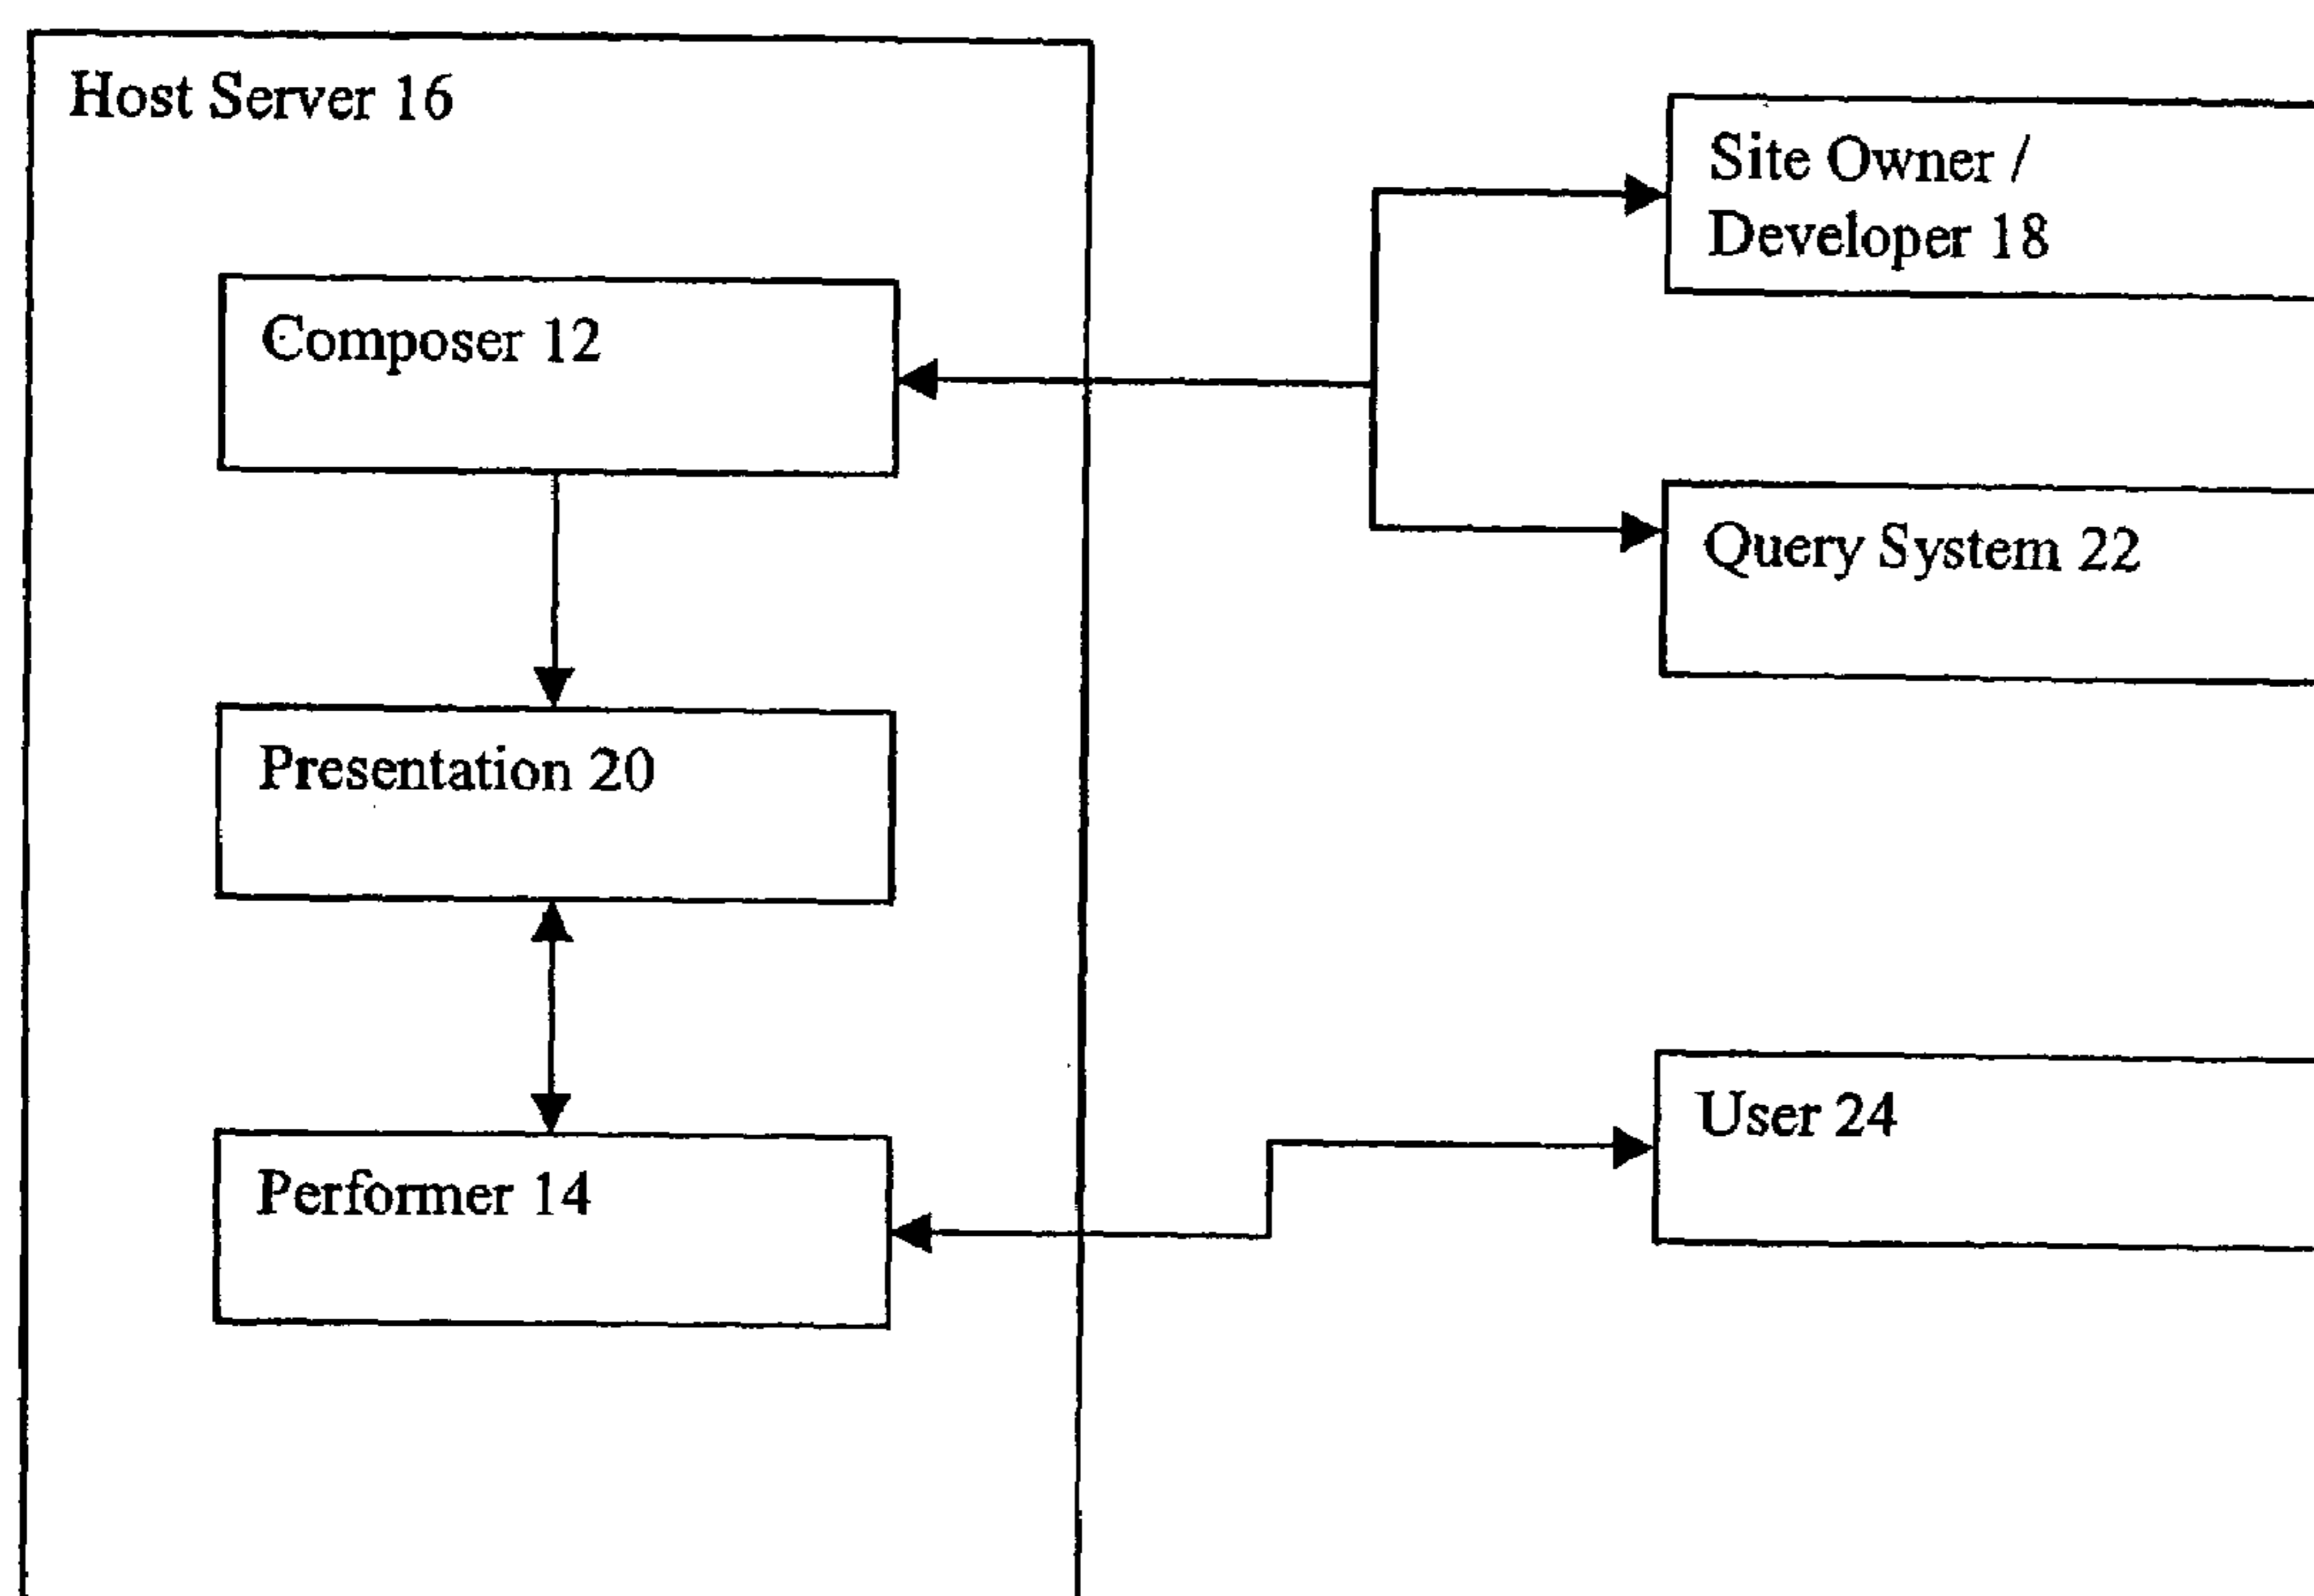 Host Server 16
Site Owner /
Developer 18
Composer 12
Query System 22
Presentation 20
User 24
Performer 14